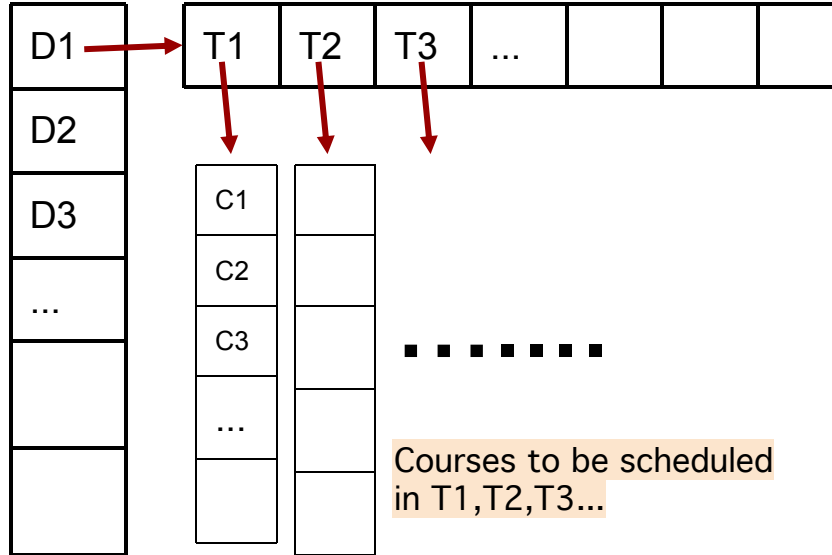 D1 T1 T2 T3 ...
D2
D3
...
C1
C2
C3
...
Courses to be scheduled
in T1,T2,T3...